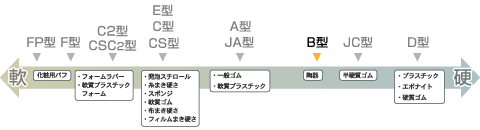 FP型
F型
C2型
CSC2型
E型
C型
CS型
A型
JA型
B型
JC型
D型
軟
硬
化粧用パフ
・フォームラバー
・軟質プラスチック
フォーム
・発泡スチロール
・糸まき硬さ
・スポンジ
・軟質ゴム
・布まき硬さ
・フィルムまき硬さ
・一般ゴム
・軟質プラスチック
陶器
半硬質ゴム
・プラスチック
・エボナイト
・硬質ゴム